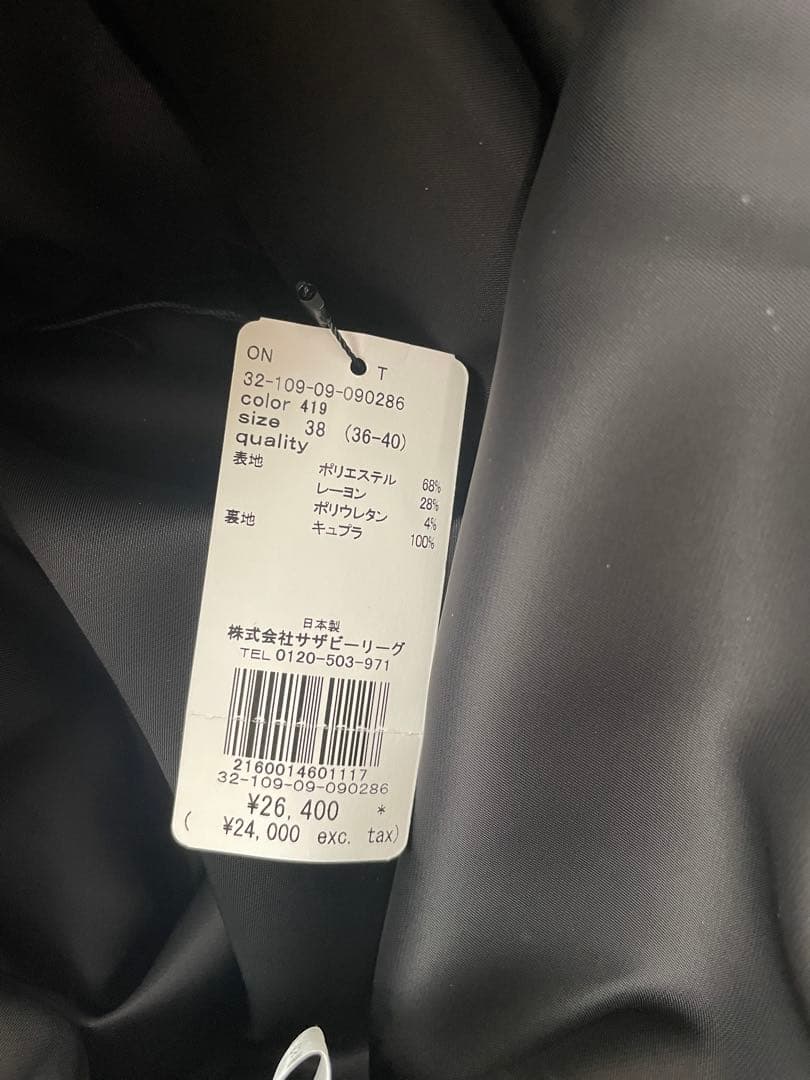 ON T
32-109-09-090286
color 419
size 38 (36-40)
quality
表地 ポリエステル 68%
レーヨン 28%
ポリウレタン 4%
裏地 キュプラ 100%
日本製
株式会社サザビーリーグ
TEL 0120-503-971
2160014601117
32-109-09-090286
¥26,400 *
( ¥24,000 exc. tax)